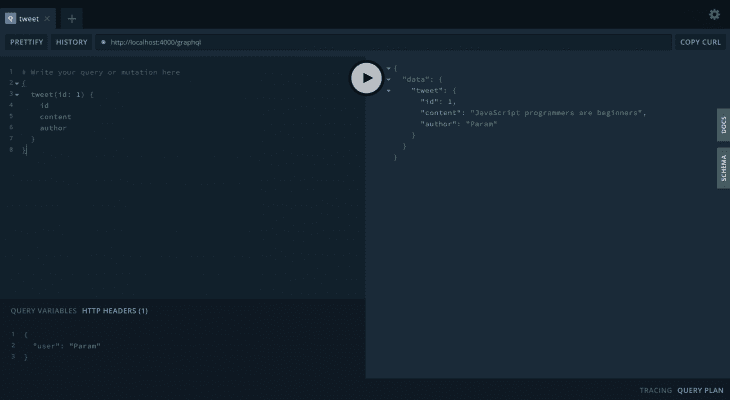 Q tweet ×
+
PRETTIFY HISTORY http://localhost:4000/graphql COPY CURL
1 # Write your query or mutation here
2 {
3 tweet(id: 1) {
4 id
5 content
6 author
7 }
8 }
{
"data": {
"tweet": {
"id": 1,
"content": "JavaScript programmers are beginners",
"author": "Param"
}
}
}
DOCS
SCHEMA
QUERY VARIABLES HTTP HEADERS (1)
1 {
2 "user": "Param"
3 }
TRACING QUERY PLAN